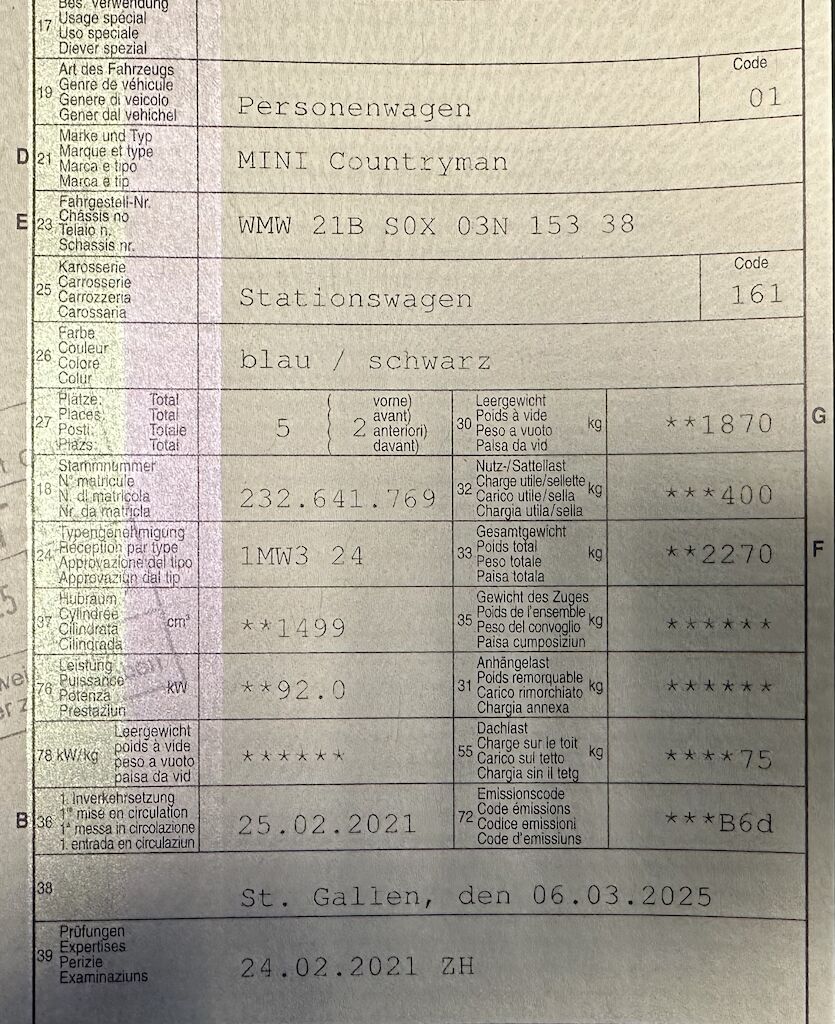 Bes. Verwendung
17 Usage spécial
Uso speciale
Diever spezial
19 Art des Fahrzeugs
Genre de véhicule
Genere di veicolo
Gener dal vehichel
Personenwagen
Code
01
D 21 Marke und Typ
Marque et type
Marca e tipo
Marca e tip
MINI Countryman
E 23 Fahrgestell-Nr.
Châssis no
Telaio n.
Schassis nr.
WMW 21B S0X 03N 153 38
25 Karosserie
Carrosserie
Carrozzeria
Carossaria
Stationswagen
Code
161
26 Farbe
Couleur
Colore
Colur
blau / schwarz
27 Plätze: Total
Places: Total
Posti: Totale
Plazs: Total
5 ( 2 vorne)
( avant)
( anteriori)
( davant)
30 Leergewicht
Poids à vide kg
Peso a vuoto
Paisa da vid
**1870 G
18 Stammnummer
N° matricule
N. di matricola
Nr. da matricla
232.641.769
32 Nutz-/Sattellast
Charge utile/sellette kg
Carico utile/sella
Chargia utila/sella
***400
24 Typengenehmigung
Réception par type
Approvazione del tipo
Approvaziun dal tip
1MW3 24
33 Gesamtgewicht
Poids total kg
Peso totale
Paisa totala
**2270 F
37 Hubraum
Cylindrée cm³
Cilindrata
Cilindrada
**1499
35 Gewicht des Zuges
Poids de l'ensemble kg
Peso del convoglio
Paisa cumposiziun
******
76 Leistung
Puissance kW
Potenza
Prestaziun
**92.0
31 Anhängelast
Poids remorquable kg
Carico rimorchiato
Chargia annexa
******
78 kW/kg Leergewicht
poids à vide
peso a vuoto
paisa da vid
******
55 Dachlast
Charge sur le toit kg
Carico sul tetto
Chargia sin il tetg
****75
B 36 1. Inverkehrsetzung
1re mise en circulation
1a messa in circolazione
1. entrada en circulaziun
25.02.2021
72 Emissionscode
Code émissions
Codice emissioni
Code d'emissiuns
***B6d
38
St. Gallen, den 06.03.2025
39 Prüfungen
Expertises
Perizie
Examinaziuns
24.02.2021 ZH